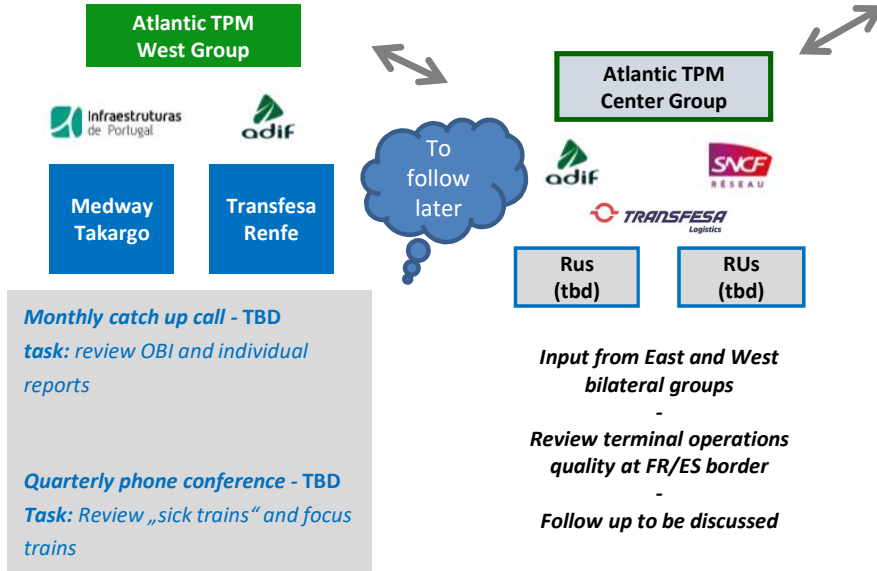 Atlantic TPM
West Group
Infraestruturas
de Portugal
adif
Medway
Takargo
Transfesa
Renfe
Monthly catch up call - TBD
task: review OBI and individual
reports
Quarterly phone conference - TBD
Task: Review „sick trains“ and focus
trains
To
follow
later
Atlantic TPM
Center Group
adif
SNCF
RÉSEAU
TRANSFESA
Logistics
Rus
(tbd)
RUs
(tbd)
Input from East and West
bilateral groups
-
Review terminal operations
quality at FR/ES border
-
Follow up to be discussed